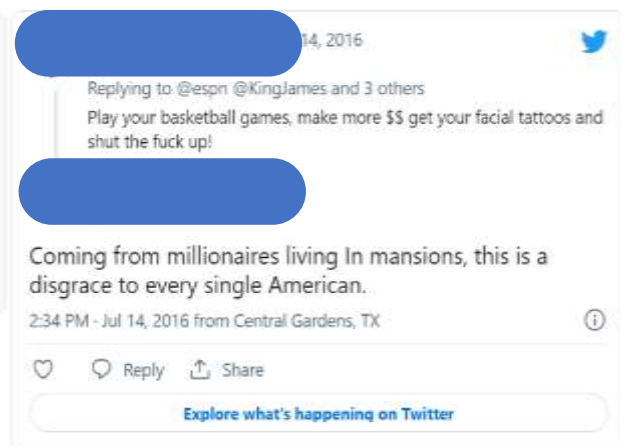 14, 2016
Replying to @espn @KingJames and 3 others
Play your basketball games, make more $$ get your facial tattoos and
shut the fuck up!
Coming from millionaires living In mansions, this is a
disgrace to every single American.
2:34 PM - Jul 14, 2016 from Central Gardens, TX
Reply Share
Explore what's happening on Twitter